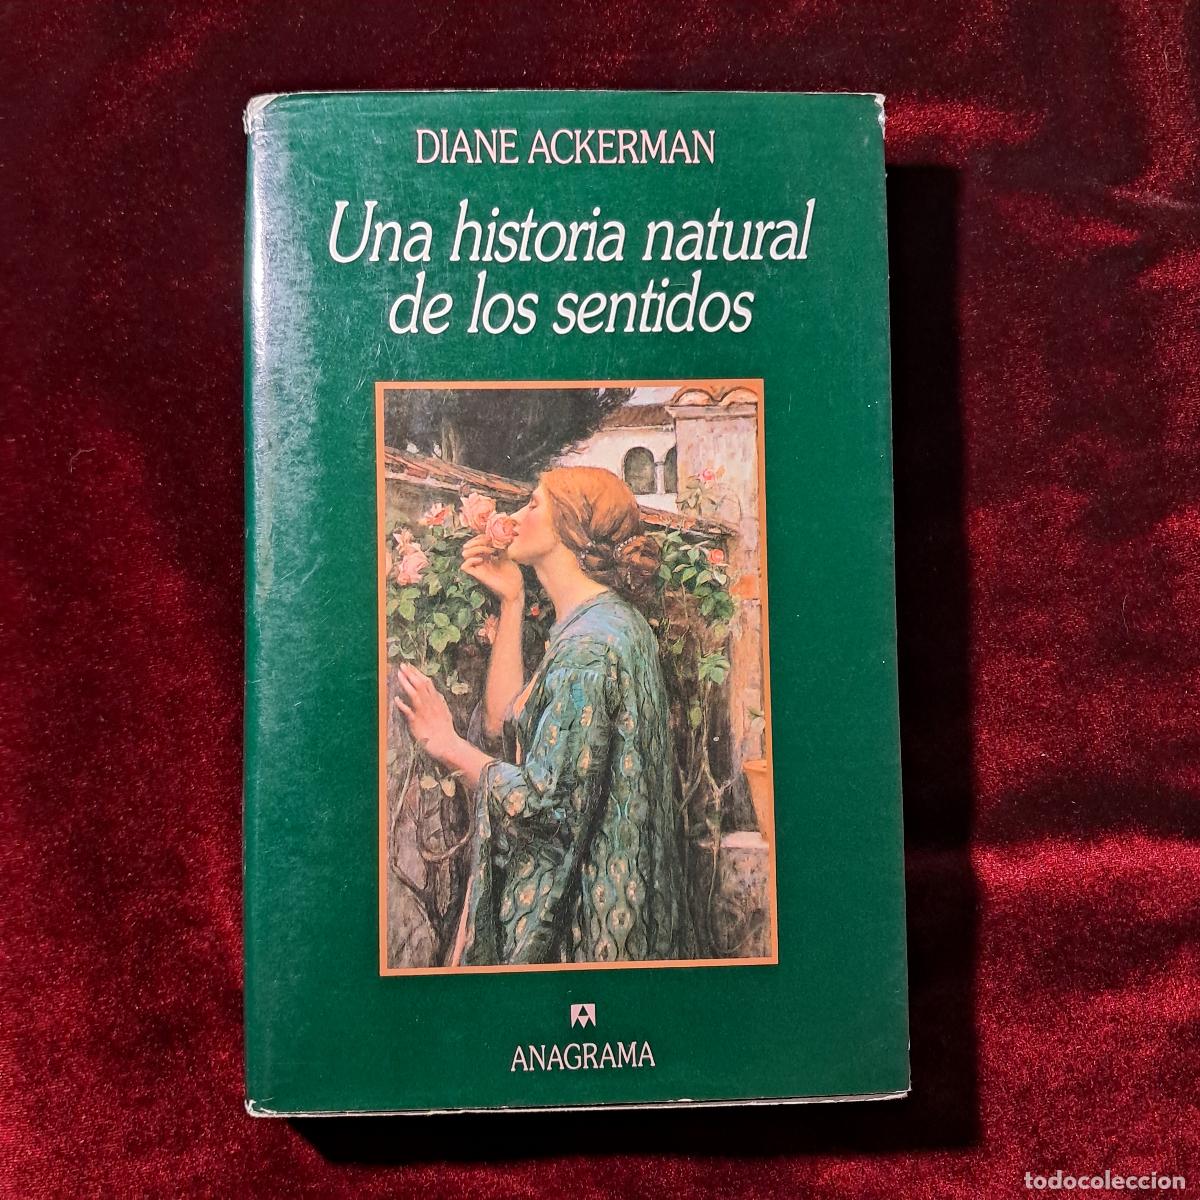 DIANE ACKERMAN
Una historia natural
de los sentidos
ANAGRAMA
todocoleccion